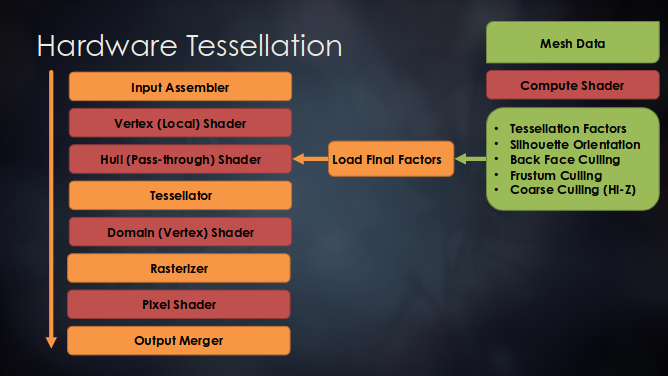 Hardware Tessellation
Input Assembler
Vertex (Local) Shader
Hull (Pass-through) Shader
Tessellator
Domain (Vertex) Shader
Rasterizer
Pixel Shader
Output Merger
Load Final Factors
Mesh Data
Compute Shader
• Tessellation Factors
• Silhouette Orientation
• Back Face Culling
• Frustum Culling
• Coarse Culling (Hi-Z)